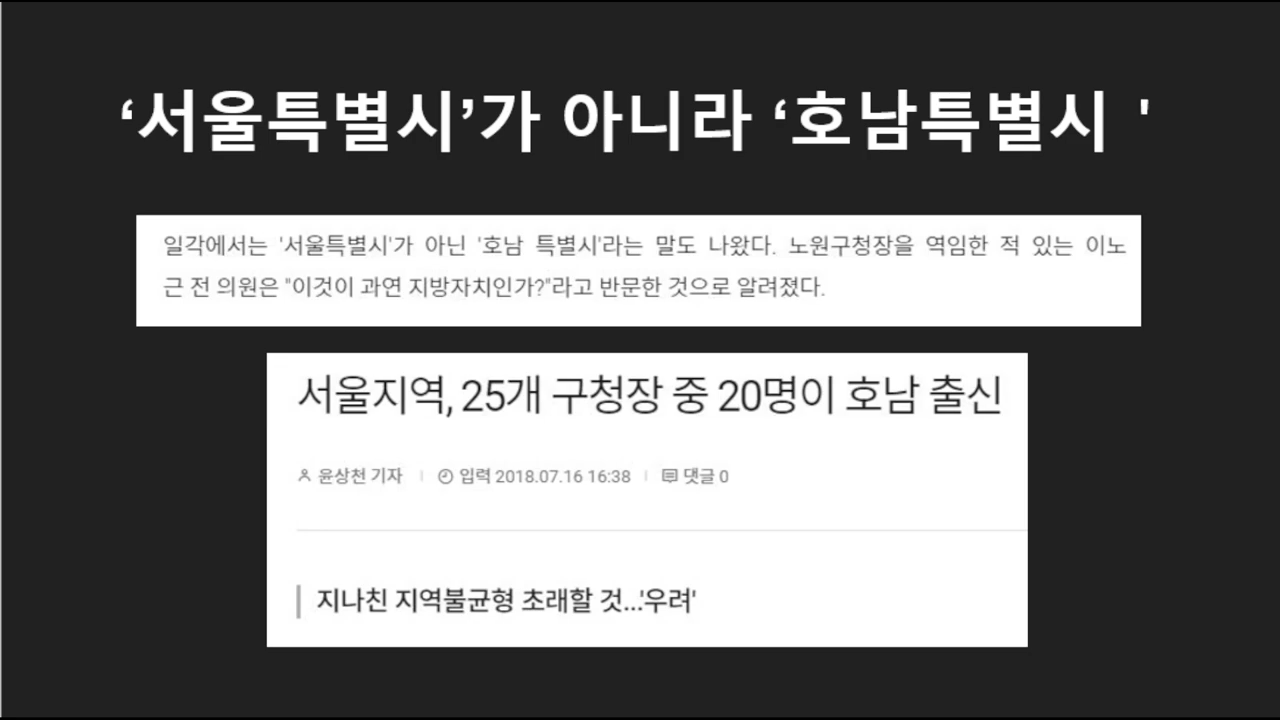 ‘서울특별시’가 아니라 ‘호남특별시 '
일각에서는 '서울특별시'가 아닌 '호남 특별시'라는 말도 나왔다. 노원구청장을 역임한 적 있는 이노
근 전 의원은 "이것이 과연 지방자치인가?"라고 반문한 것으로 알려졌다.
서울지역, 25개 구청장 중 20명이 호남 출신
윤상천 기자 | 입력 2018.07.16 16:38 | 댓글 0
지나친 지역불균형 초래할 것...'우려'